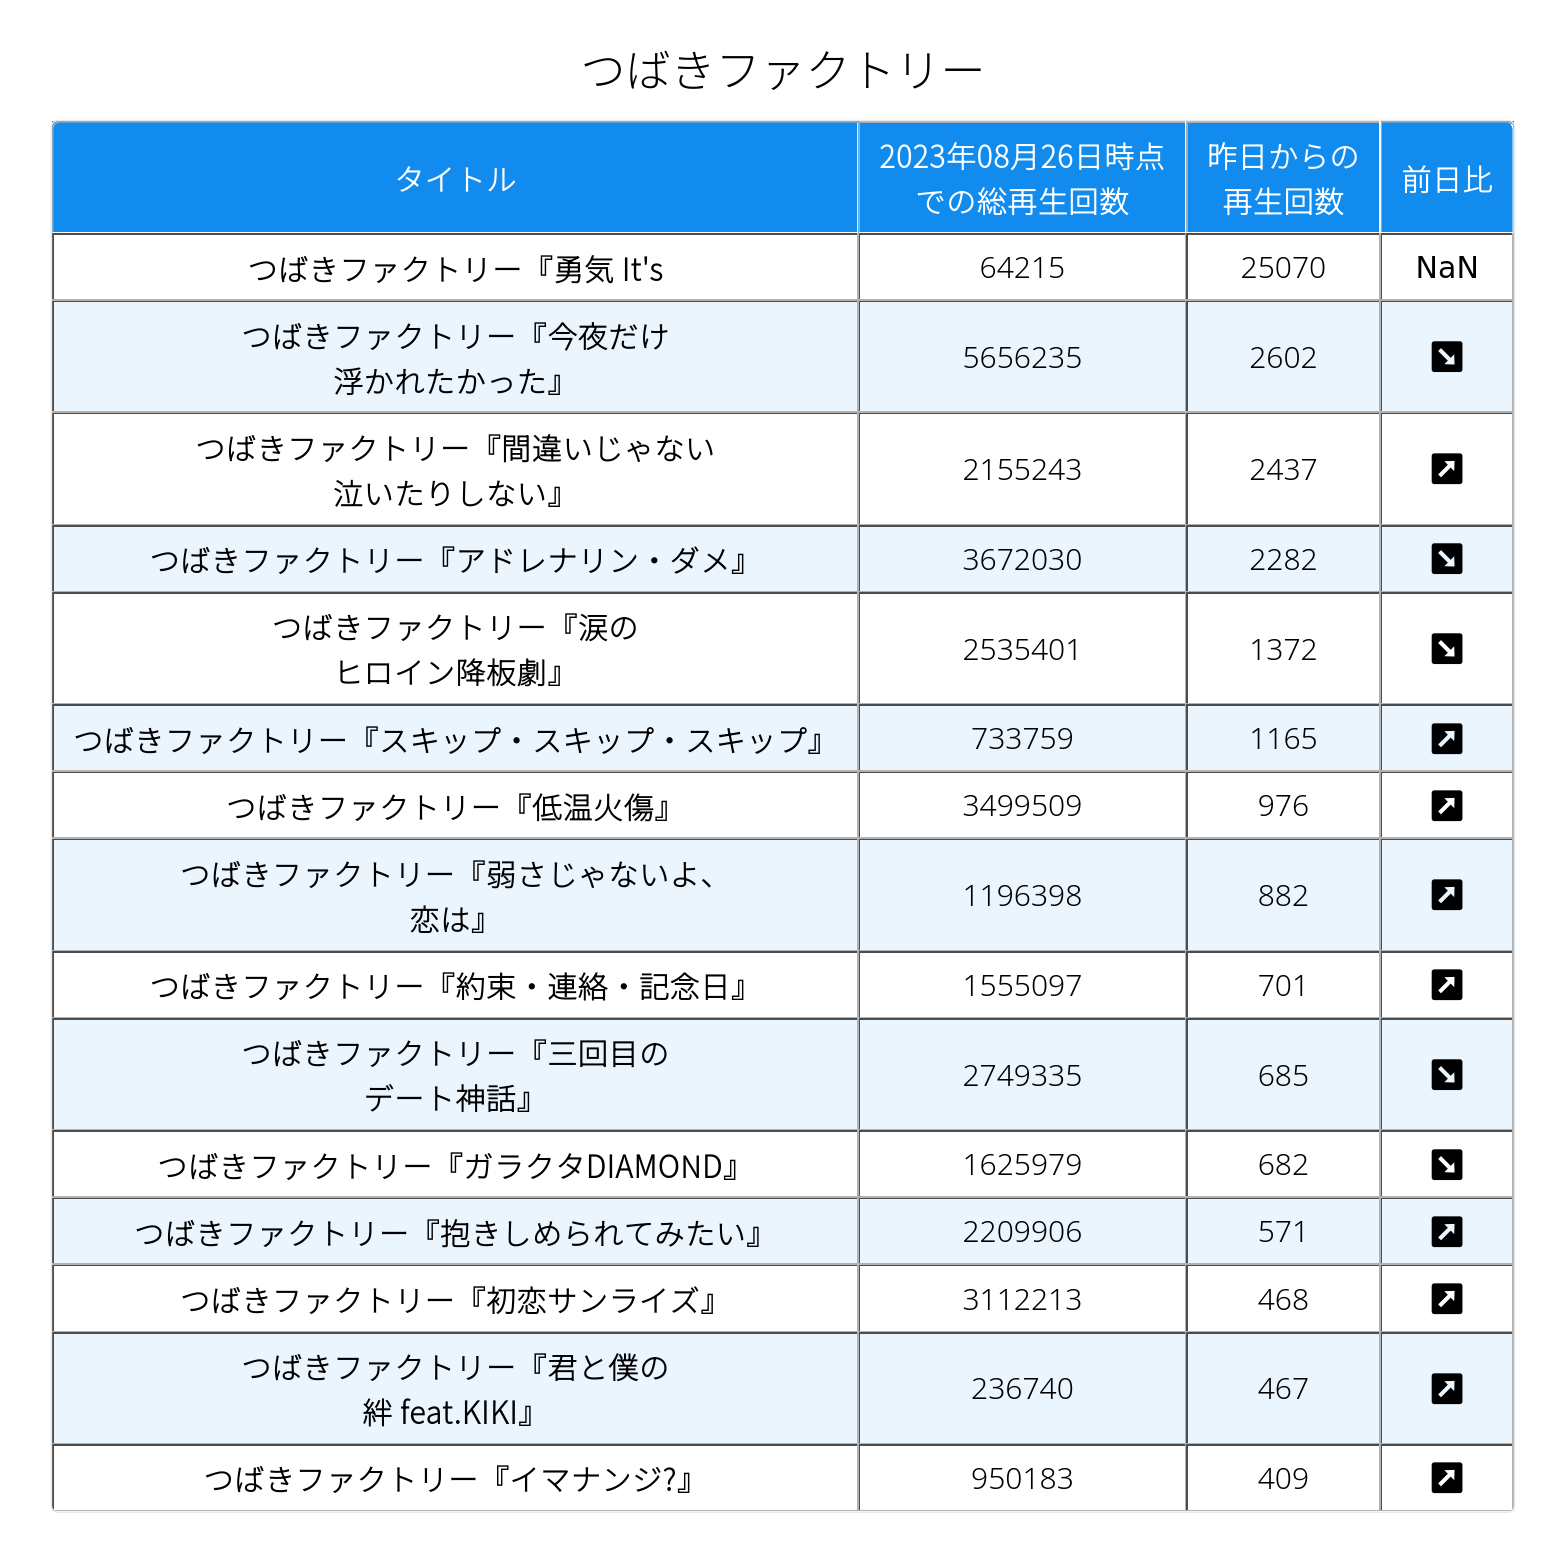 つばきファクトリー
タイトル
2023年08月26日時点
での総再生回数
昨日からの
再生回数
前日比
つばきファクトリー『勇気 It's
64215
25070
NaN
つばきファクトリー『今夜だけ
浮かれたかった』
5656235
2602
↘
つばきファクトリー『間違いじゃない
泣いたりしない』
2155243
2437
↗
つばきファクトリー『アドレナリン・ダメ』
3672030
2282
↘
つばきファクトリー『涙の
ヒロイン降板劇』
2535401
1372
↘
つばきファクトリー『スキップ・スキップ・スキップ』
733759
1165
↗
つばきファクトリー『低温火傷』
3499509
976
↗
つばきファクトリー『弱さじゃないよ、
恋は』
1196398
882
↗
つばきファクトリー『約束・連絡・記念日』
1555097
701
↗
つばきファクトリー『三回目の
デート神話』
2749335
685
↘
つばきファクトリー『ガラクタDIAMOND』
1625979
682
↘
つばきファクトリー『抱きしめられてみたい』
2209906
571
↗
つばきファクトリー『初恋サンライズ』
3112213
468
↗
つばきファクトリー『君と僕の
絆 feat.KIKI』
236740
467
↗
つばきファクトリー『イマナンジ?』
950183
409
↗